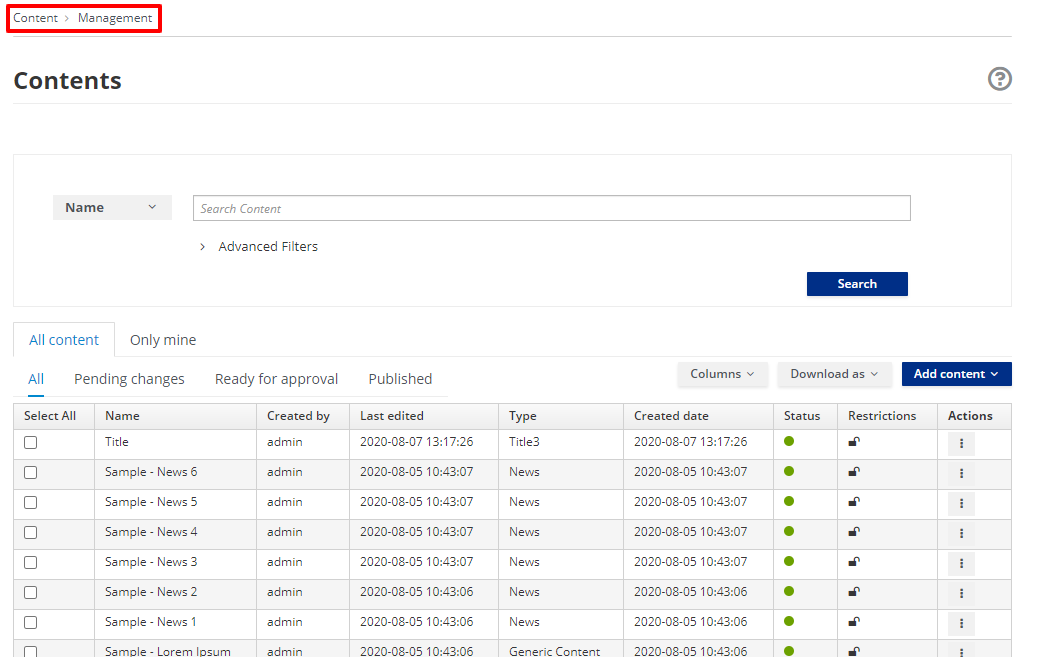 Content > Management
Contents
Name
Search Content
> Advanced Filters
Search
All content Only mine
All Pending changes Ready for approval Published Columns Download as Add content
Select All Name Created by Last edited Type Created date Status Restrictions Actions
Title admin 2020-08-07 13:17:26 Title3 2020-08-07 13:17:26
Sample - News 6 admin 2020-08-05 10:43:07 News 2020-08-05 10:43:07
Sample - News 5 admin 2020-08-05 10:43:07 News 2020-08-05 10:43:07
Sample - News 4 admin 2020-08-05 10:43:07 News 2020-08-05 10:43:07
Sample - News 3 admin 2020-08-05 10:43:07 News 2020-08-05 10:43:07
Sample - News 2 admin 2020-08-05 10:43:06 News 2020-08-05 10:43:06
Sample - News 1 admin 2020-08-05 10:43:06 News 2020-08-05 10:43:06
Sample - Lorem Ipsum admin 2020-08-05 10:43:06 Generic Content 2020-08-05 10:43:06